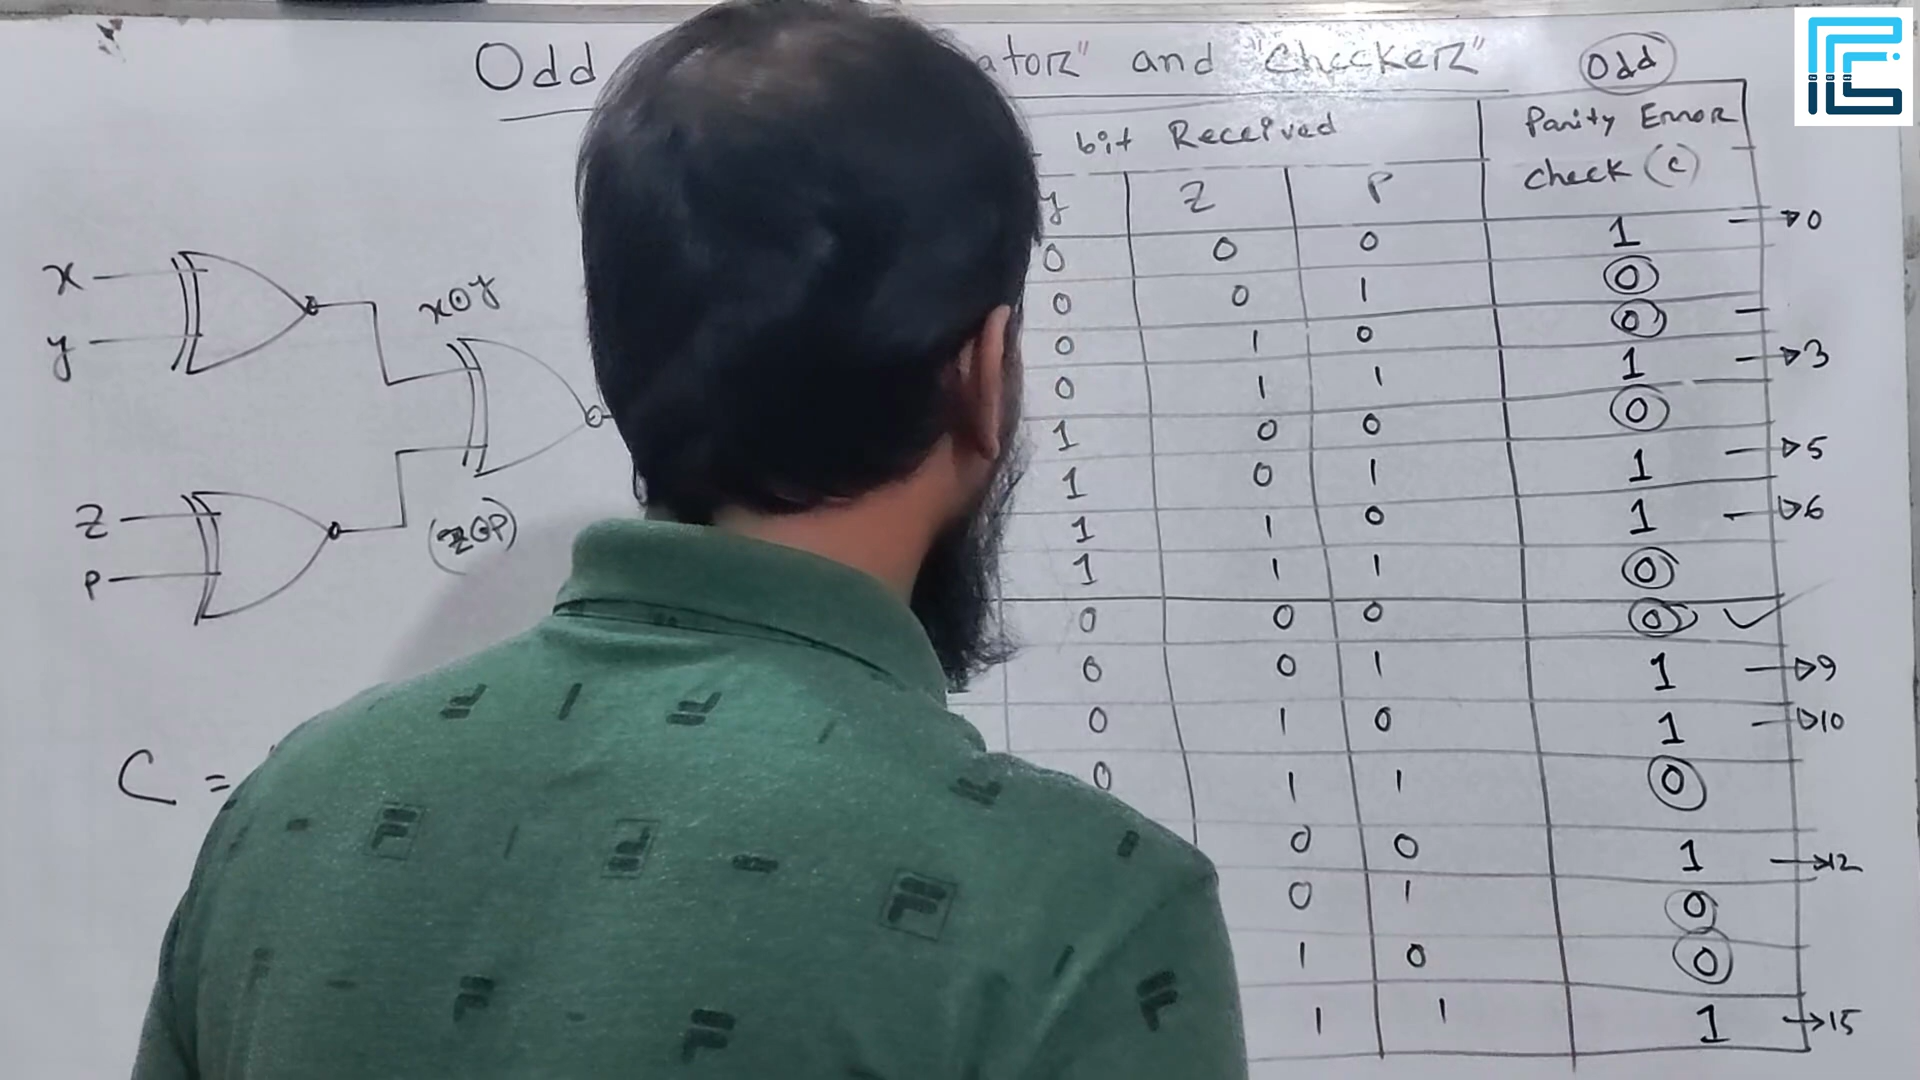 Odd ator" and "Checker" Odd
bit Received Parity Error
check (c)
y Z P
0 0 0 1 → 0
0 0 1 0
0 1 0 0
0 1 1 1 → 3
1 0 0 0
1 0 1 1 → 5
1 1 0 1 → 6
1 1 1 0
0 0 0 0 ✓
0 0 1 1 → 9
0 1 0 1 → 10
0 1 1 0
0 0 1 → 12
0 1 0
1 0 0
1 1 1 → 15
x
y
x⊙y
Z
P
(z⊙P)
C =